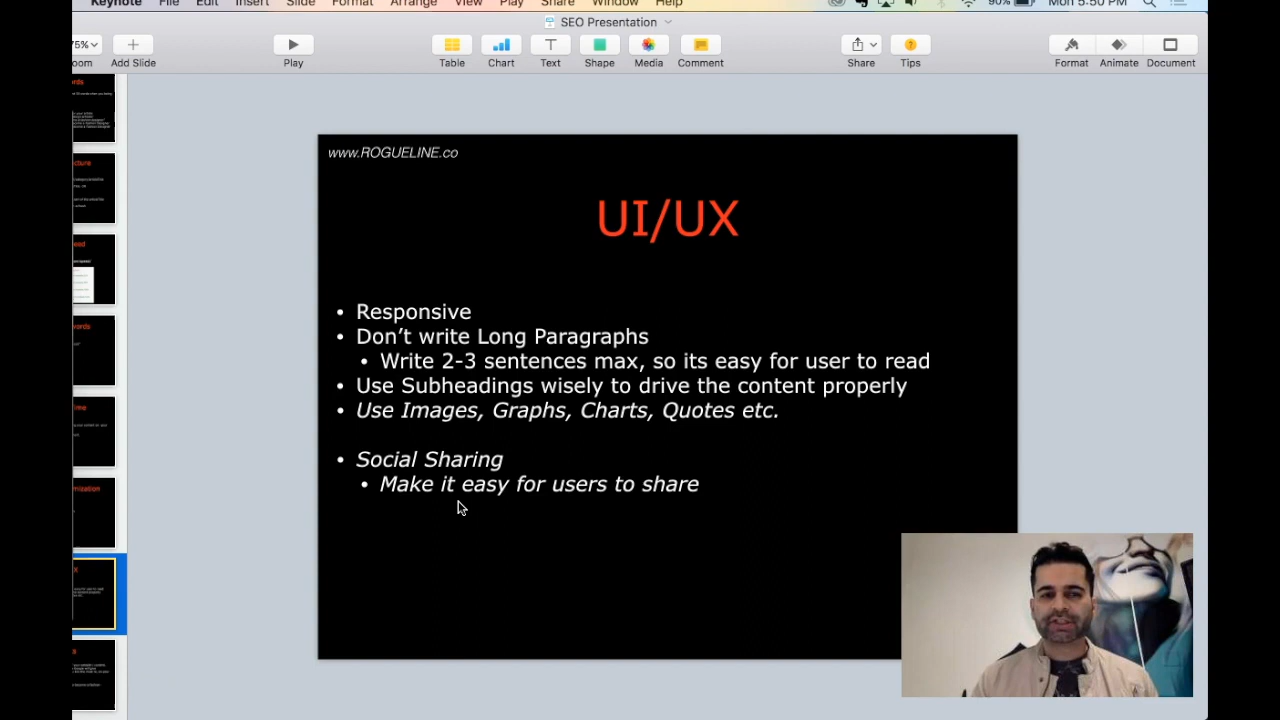 Keynote File Edit Insert Slide Format Arrange View Play Share Window Help 90% Mon 5:50 PM
SEO Presentation
75%
oom Add Slide Play Table Chart Text Shape Media Comment Share Tips Format Animate Document
www.ROGUELINE.co
UI/UX
• Responsive
• Don't write Long Paragraphs
• Write 2-3 sentences max, so its easy for user to read
• Use Subheadings wisely to drive the content properly
• Use Images, Graphs, Charts, Quotes etc.
• Social Sharing
• Make it easy for users to share